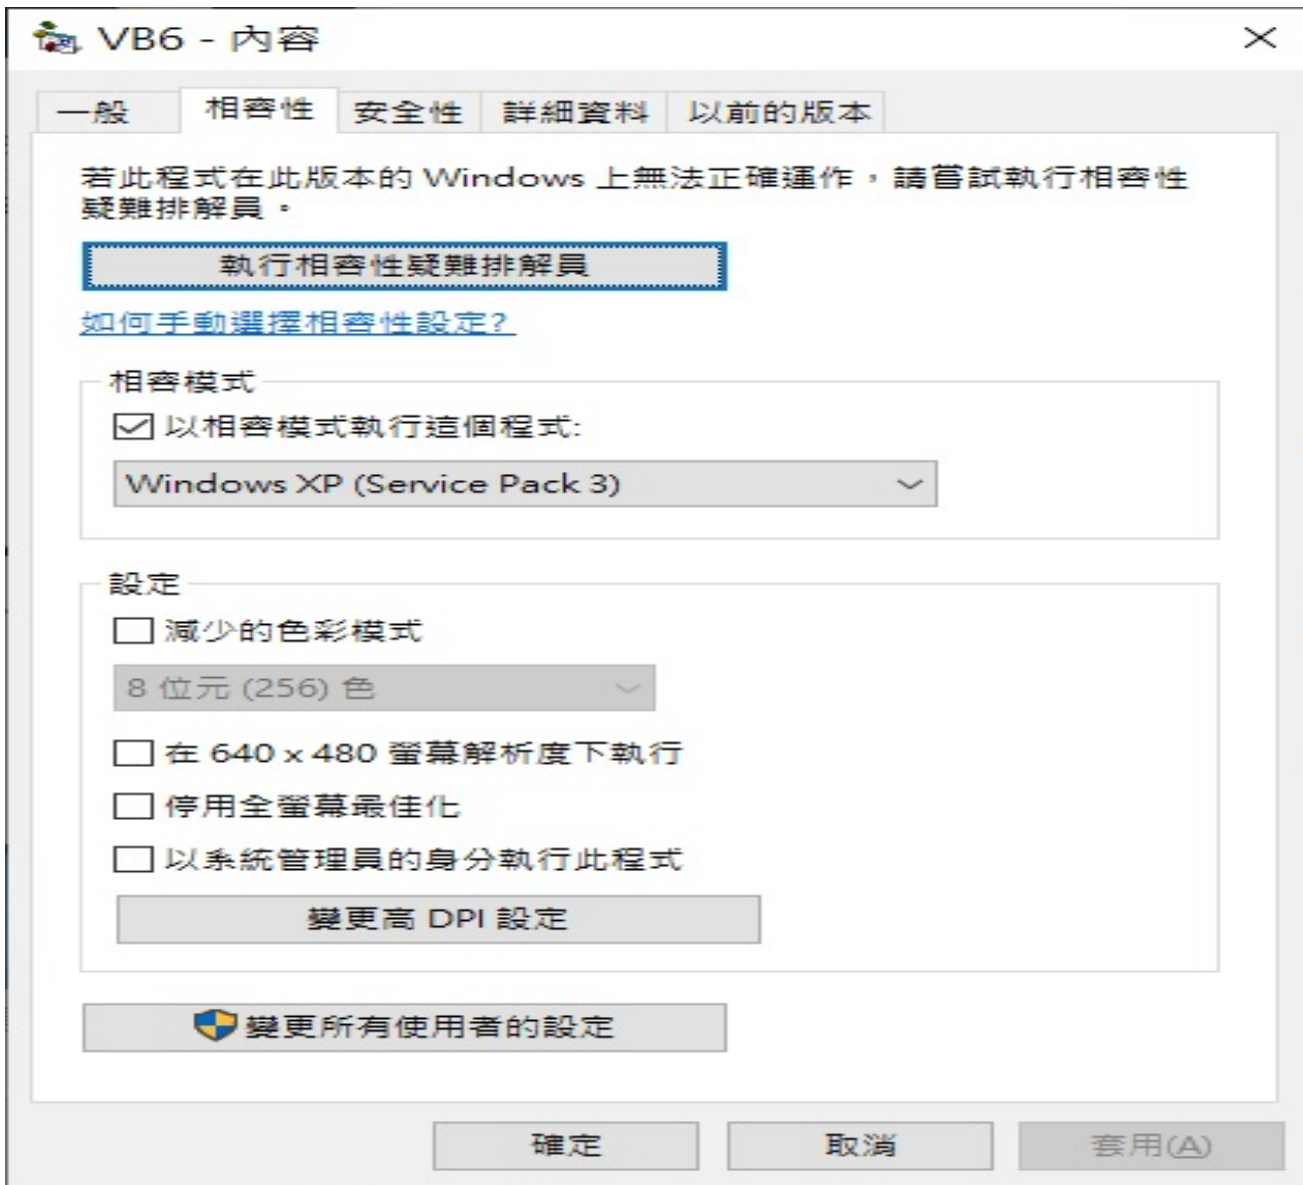 VB6 - 內容
一般 相容性 安全性 詳細資料 以前的版本
若此程式在此版本的 Windows 上無法正確運作，請嘗試執行相容性
疑難排解員。
執行相容性疑難排解員
如何手動選擇相容性設定?
相容模式
以相容模式執行這個程式:
Windows XP (Service Pack 3)
設定
減少的色彩模式
8 位元 (256) 色
在 640 x 480 螢幕解析度下執行
停用全螢幕最佳化
以系統管理員的身分執行此程式
變更高 DPI 設定
變更所有使用者的設定
確定 取消 套用(A)